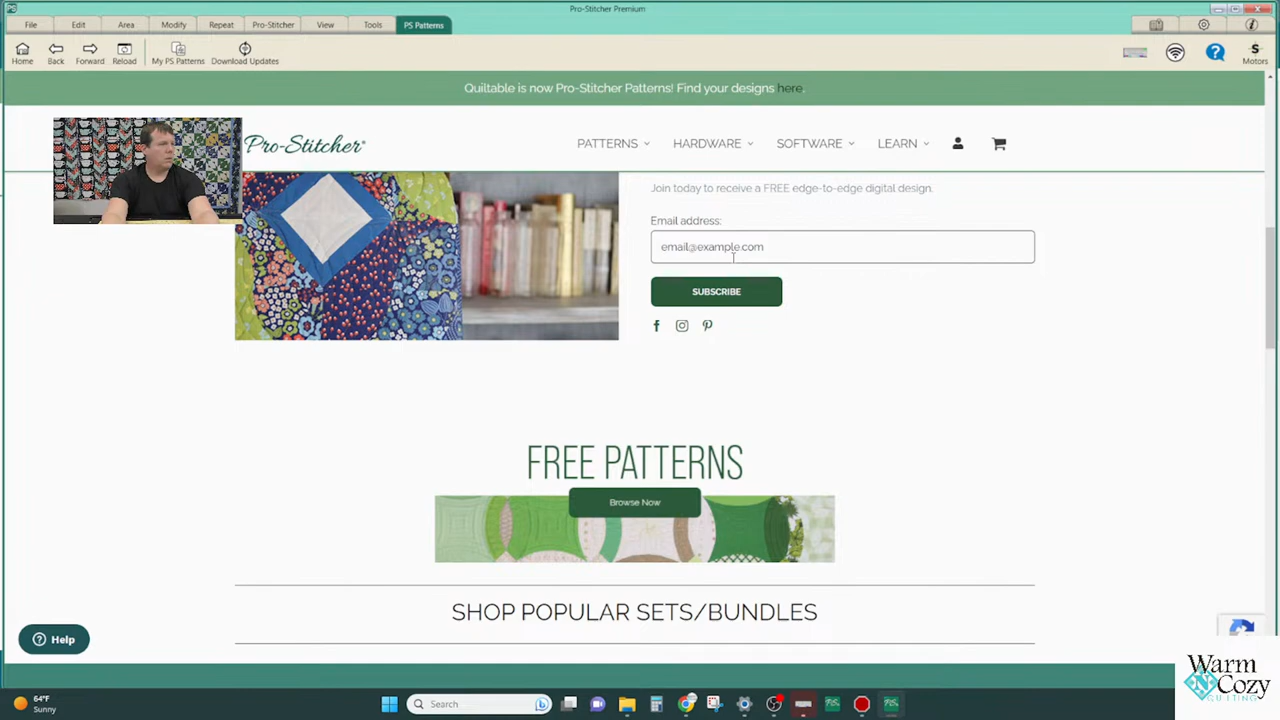 Pro-Stitcher Premium
File Edit Area Modify Repeat Pro-Stitcher View Tools PS Patterns
Home Back Forward Reload My PS Patterns Download Updates Motors
Quiltable is now Pro-Stitcher Patterns! Find your designs here.
Pro-Stitcher®
PATTERNS HARDWARE SOFTWARE LEARN
Join today to receive a FREE edge-to-edge digital design.
Email address:
email@example.com
SUBSCRIBE
FREE PATTERNS
Browse Now
SHOP POPULAR SETS/BUNDLES
Help
Warm
N
Cozy
QUILTING
64°F
Sunny
Search